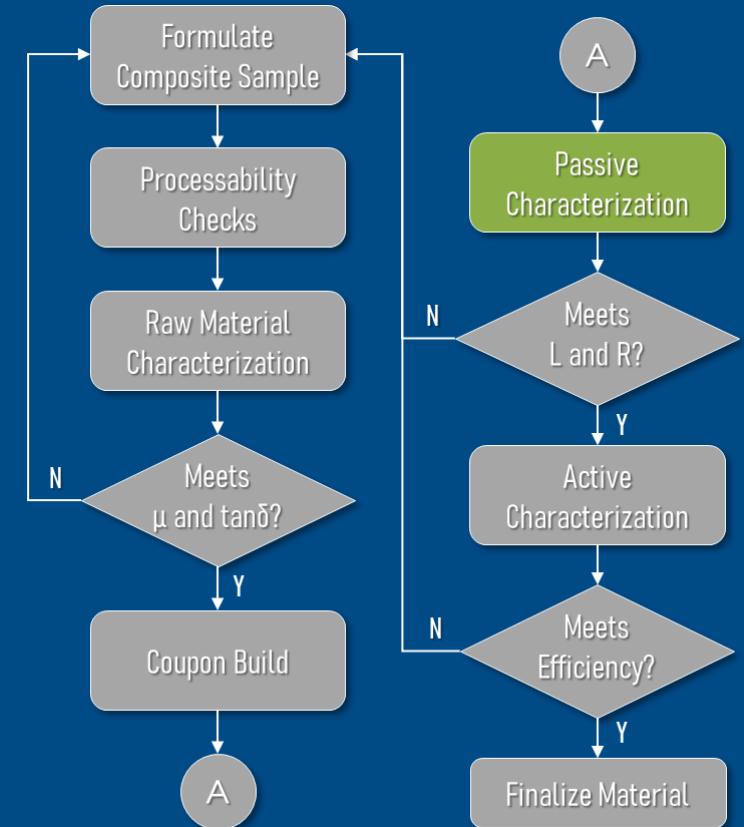 Formulate
Composite Sample
Processability
Checks
Raw Material
Characterization
N
Meets
μ and tanδ?
Y
Coupon Build
A
A
Passive
Characterization
N
Meets
L and R?
Y
Active
Characterization
N
Meets
Efficiency?
Y
Finalize Material